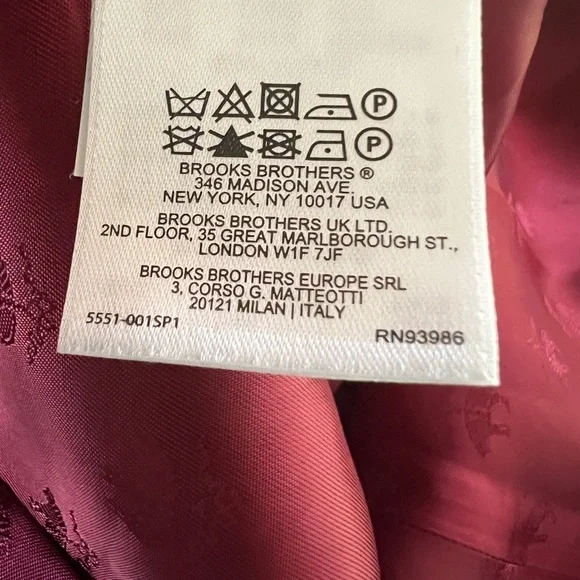 P
P
BROOKS BROTHERS ®
346 MADISON AVE.
NEW YORK, NY 10017 USA
BROOKS BROTHERS UK LTD.
2ND FLOOR, 35 GREAT MARLBOROUGH ST.,
LONDON W1F 7JF
BROOKS BROTHERS EUROPE SRL
3, CORSO G. MATTEOTTI
20121 MILAN | ITALY
5551-001SP1 RN93986